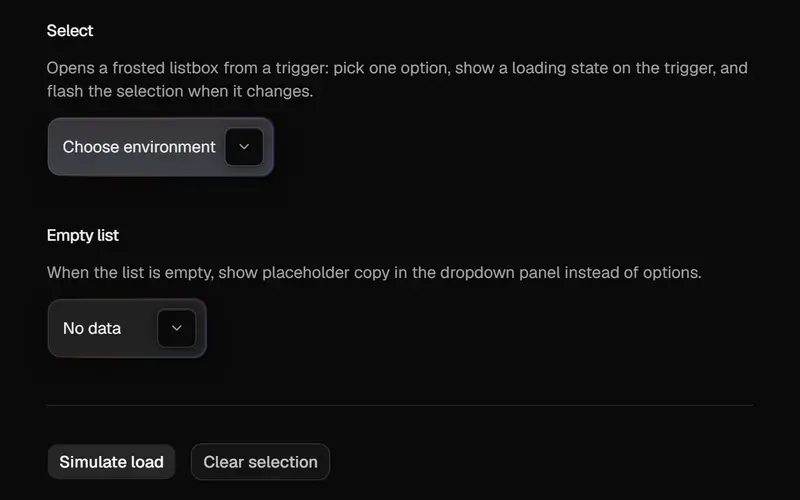 Select
Opens a frosted listbox from a trigger: pick one option, show a loading state on the trigger, and
flash the selection when it changes.
Choose environment
Empty list
When the list is empty, show placeholder copy in the dropdown panel instead of options.
No data
Simulate load
Clear selection